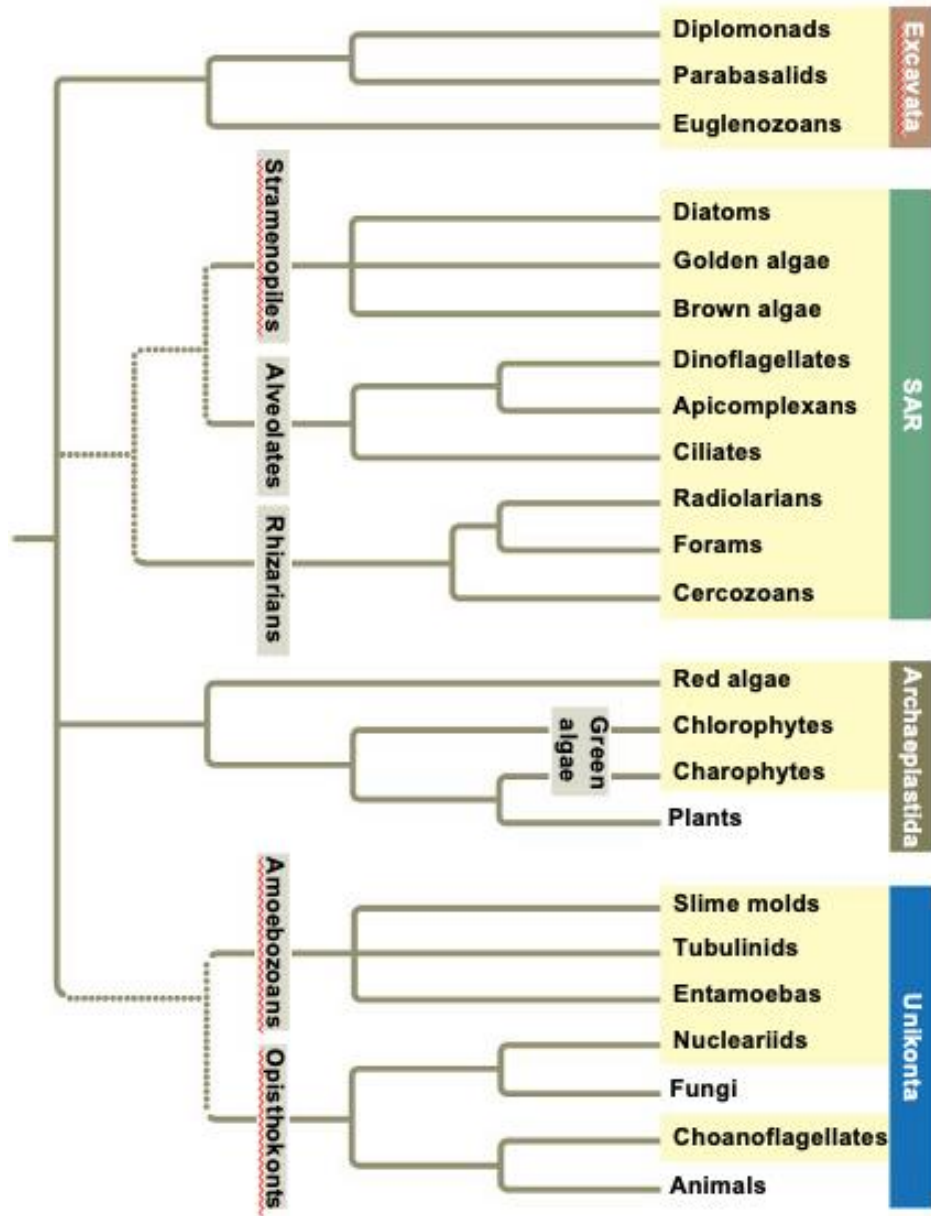 Excavata
Diplomonads
Parabasalids
Euglenozoans
SAR
Stramenopiles
Diatoms
Golden algae
Brown algae
Alveolates
Dinoflagellates
Apicomplexans
Ciliates
Rhizarians
Radiolarians
Forams
Cercozoans
Archaeplastida
Red algae
Green
algae
Chlorophytes
Charophytes
Plants
Unikonta
Amoebozoans
Slime molds
Tubulinids
Entamoebas
Opisthokonts
Nucleariids
Fungi
Choanoflagellates
Animals